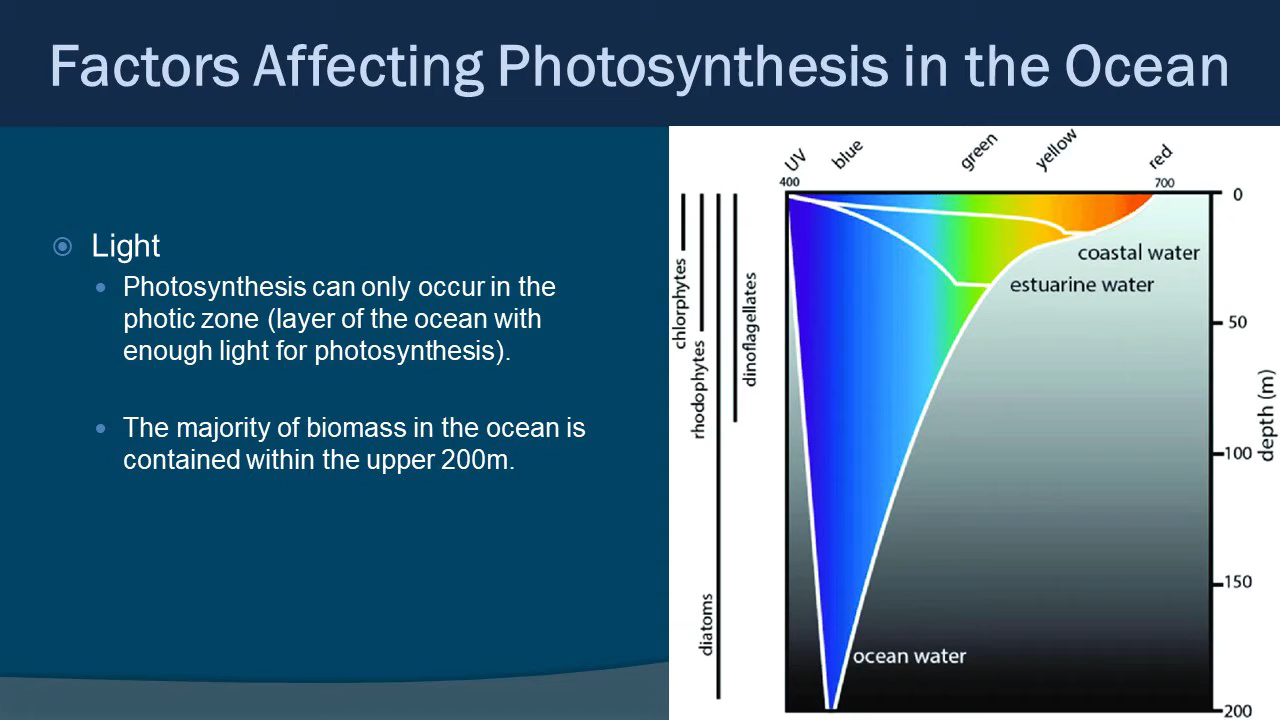 Factors Affecting Photosynthesis in the Ocean
Light
Photosynthesis can only occur in the
photic zone (layer of the ocean with
enough light for photosynthesis).
The majority of biomass in the ocean is
contained within the upper 200m.
UV
blue
green
yellow
red
400
700
0
50
100
150
200
depth (m)
coastal water
estuarine water
ocean water
chlorphytes
rhodophytes
diatoms
dinoflagellates